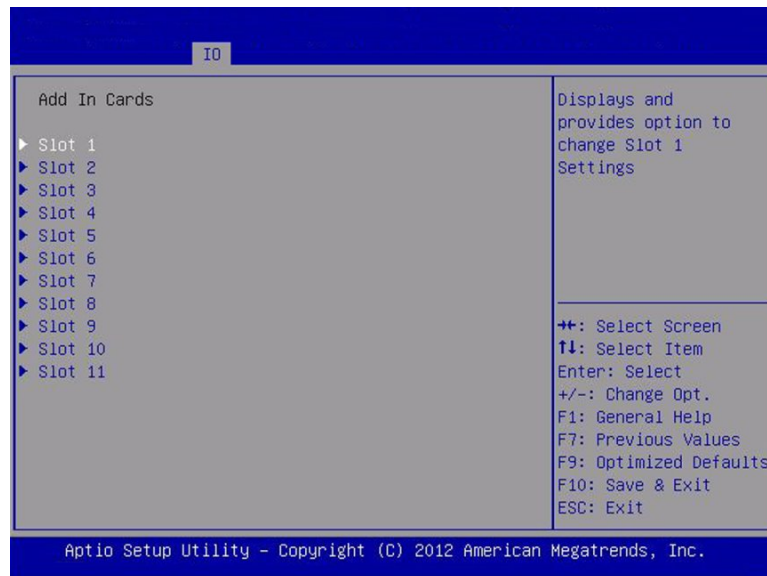 IO
Add In Cards
Slot 1
Slot 2
Slot 3
Slot 4
Slot 5
Slot 6
Slot 7
Slot 8
Slot 9
Slot 10
Slot 11
Displays and
provides option to
change Slot 1
Settings
→←: Select Screen
↑↓: Select Item
Enter: Select
+/-: Change Opt.
F1: General Help
F7: Previous Values
F9: Optimized Defaults
F10: Save & Exit
ESC: Exit
Aptio Setup Utility – Copyright (C) 2012 American Megatrends, Inc.